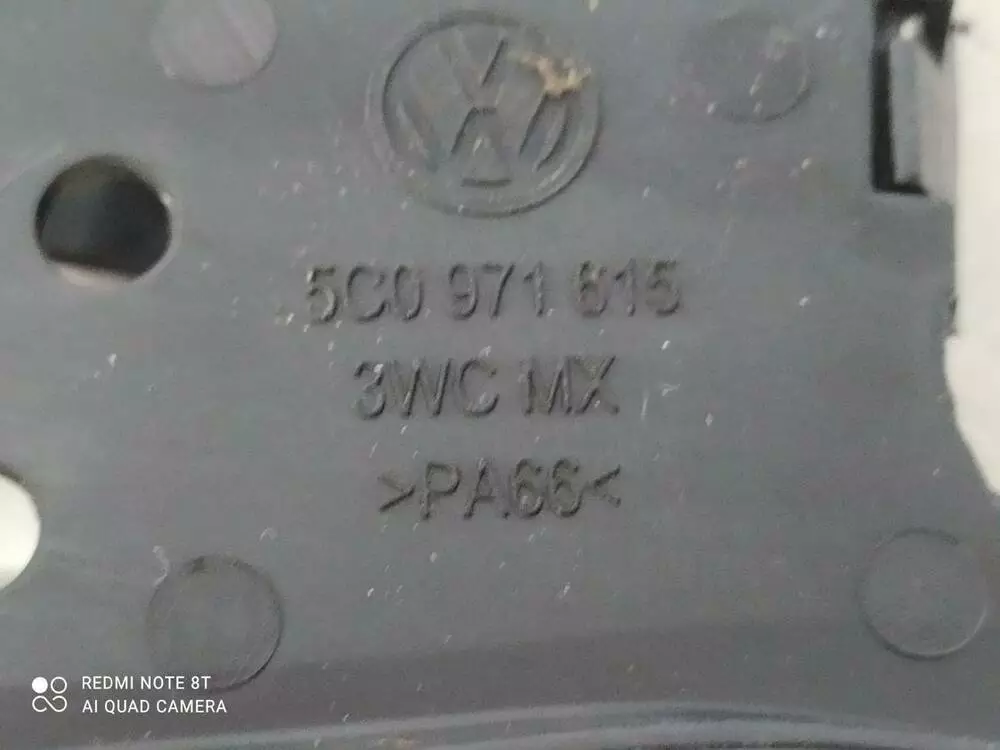 5C0 971 615
3WC MX
>PA66<
REDMI NOTE 8T
AI QUAD CAMERA